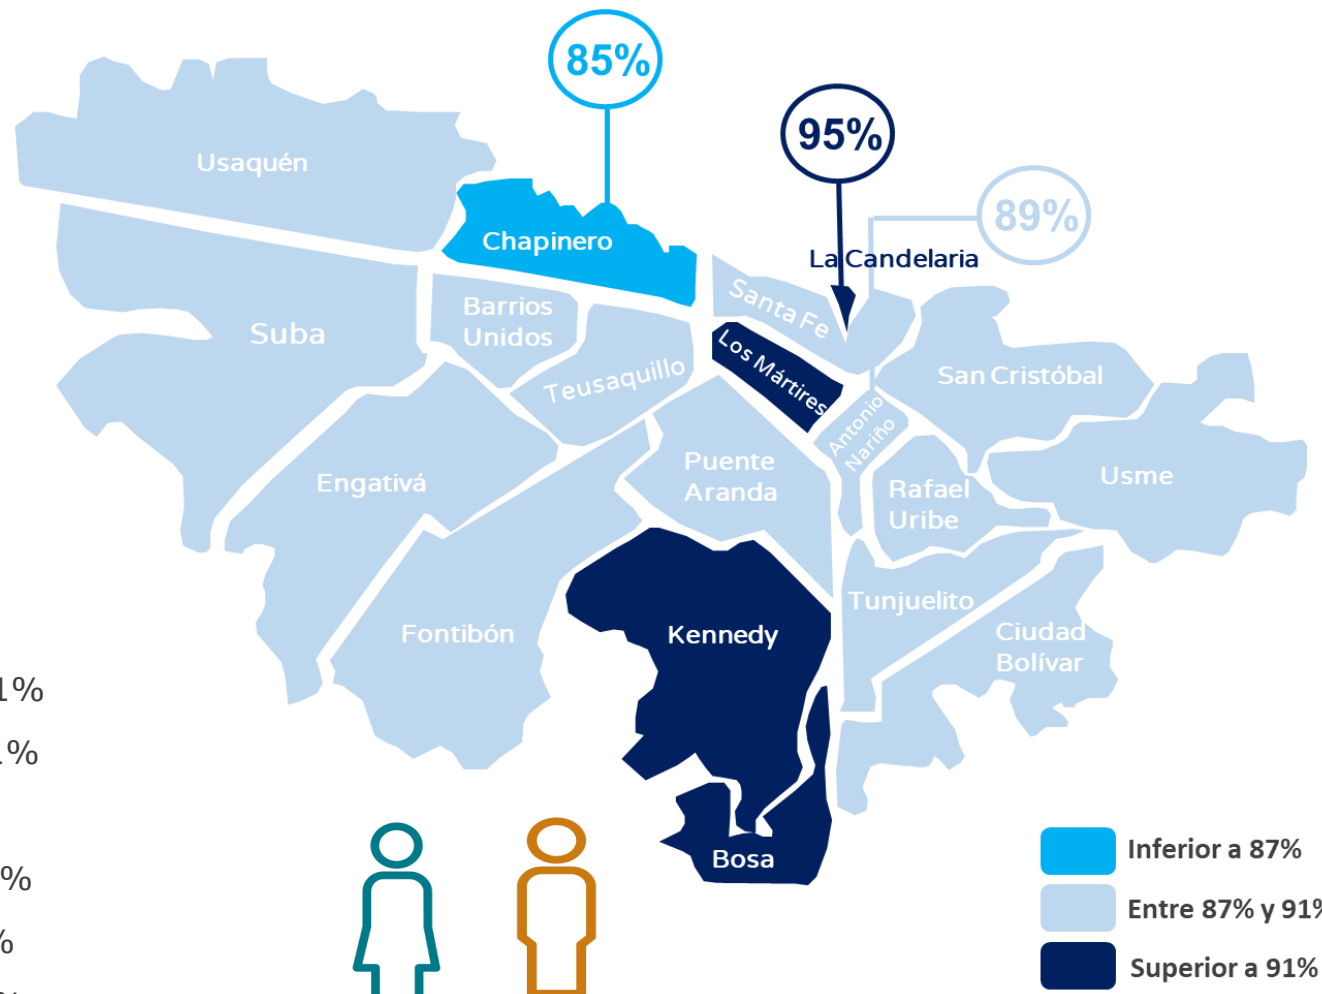 85%
95%
89%
Usaquén
Chapinero
La Candelaria
Santa Fe
Barrios
Unidos
Suba
Los Mártires
Teusaquillo
San Cristóbal
Antonio
Nariño
Puente
Aranda
Engativá
Rafael
Uribe
Usme
Tunjuelito
Fontibón
Kennedy
Ciudad
Bolívar
1%
1%
%
%
Bosa
Inferior a 87%
Entre 87% y 91%
Superior a 91%